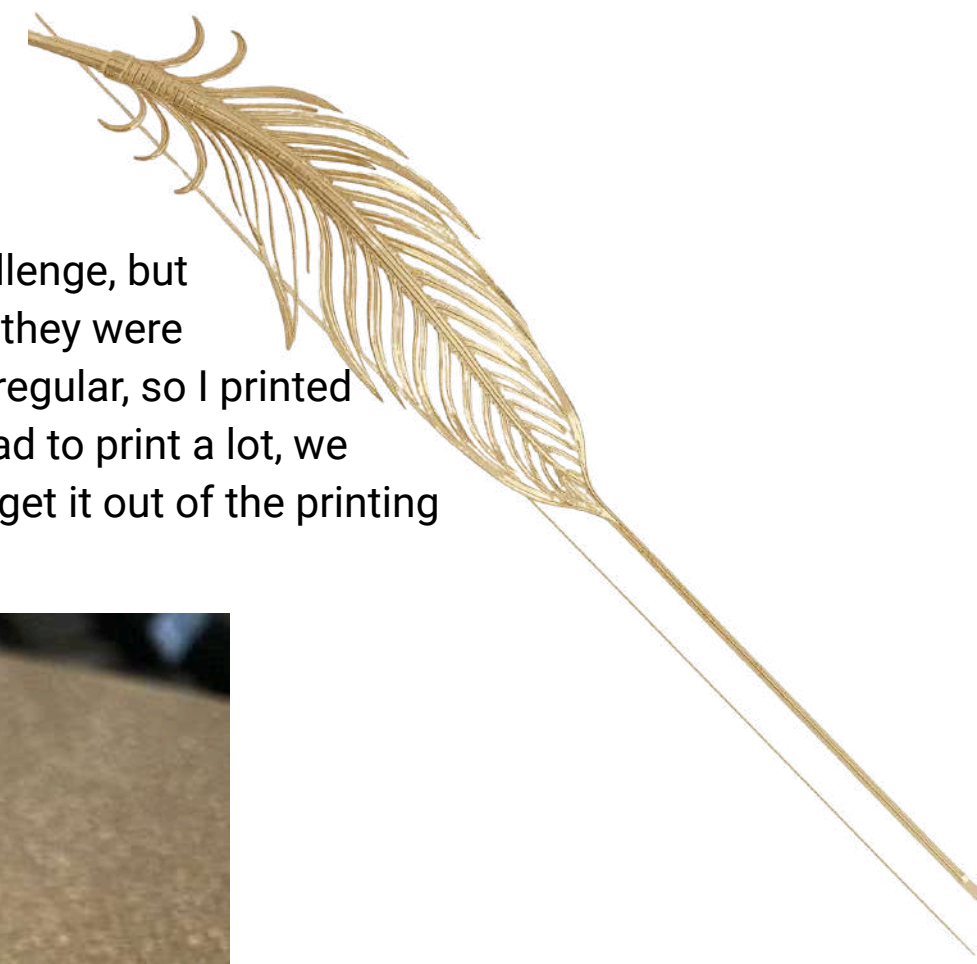 llenge, but
they were
regular, so I printed
ad to print a lot, we
get it out of the printing